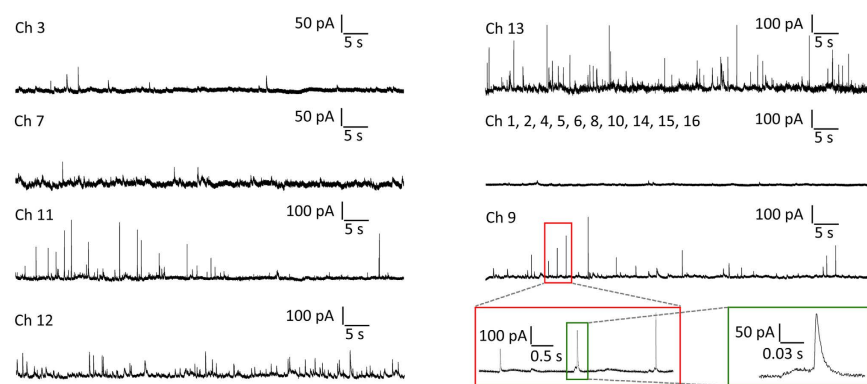 Ch 3
50 pA
5 s
Ch 7
50 pA
5 s
Ch 11
100 pA
5 s
Ch 12
100 pA
5 s
Ch 13
100 pA
5 s
Ch 1, 2, 4, 5, 6, 8, 10, 14, 15, 16
100 pA
5 s
Ch 9
100 pA
5 s
100 pA
0.5 s
50 pA
0.03 s